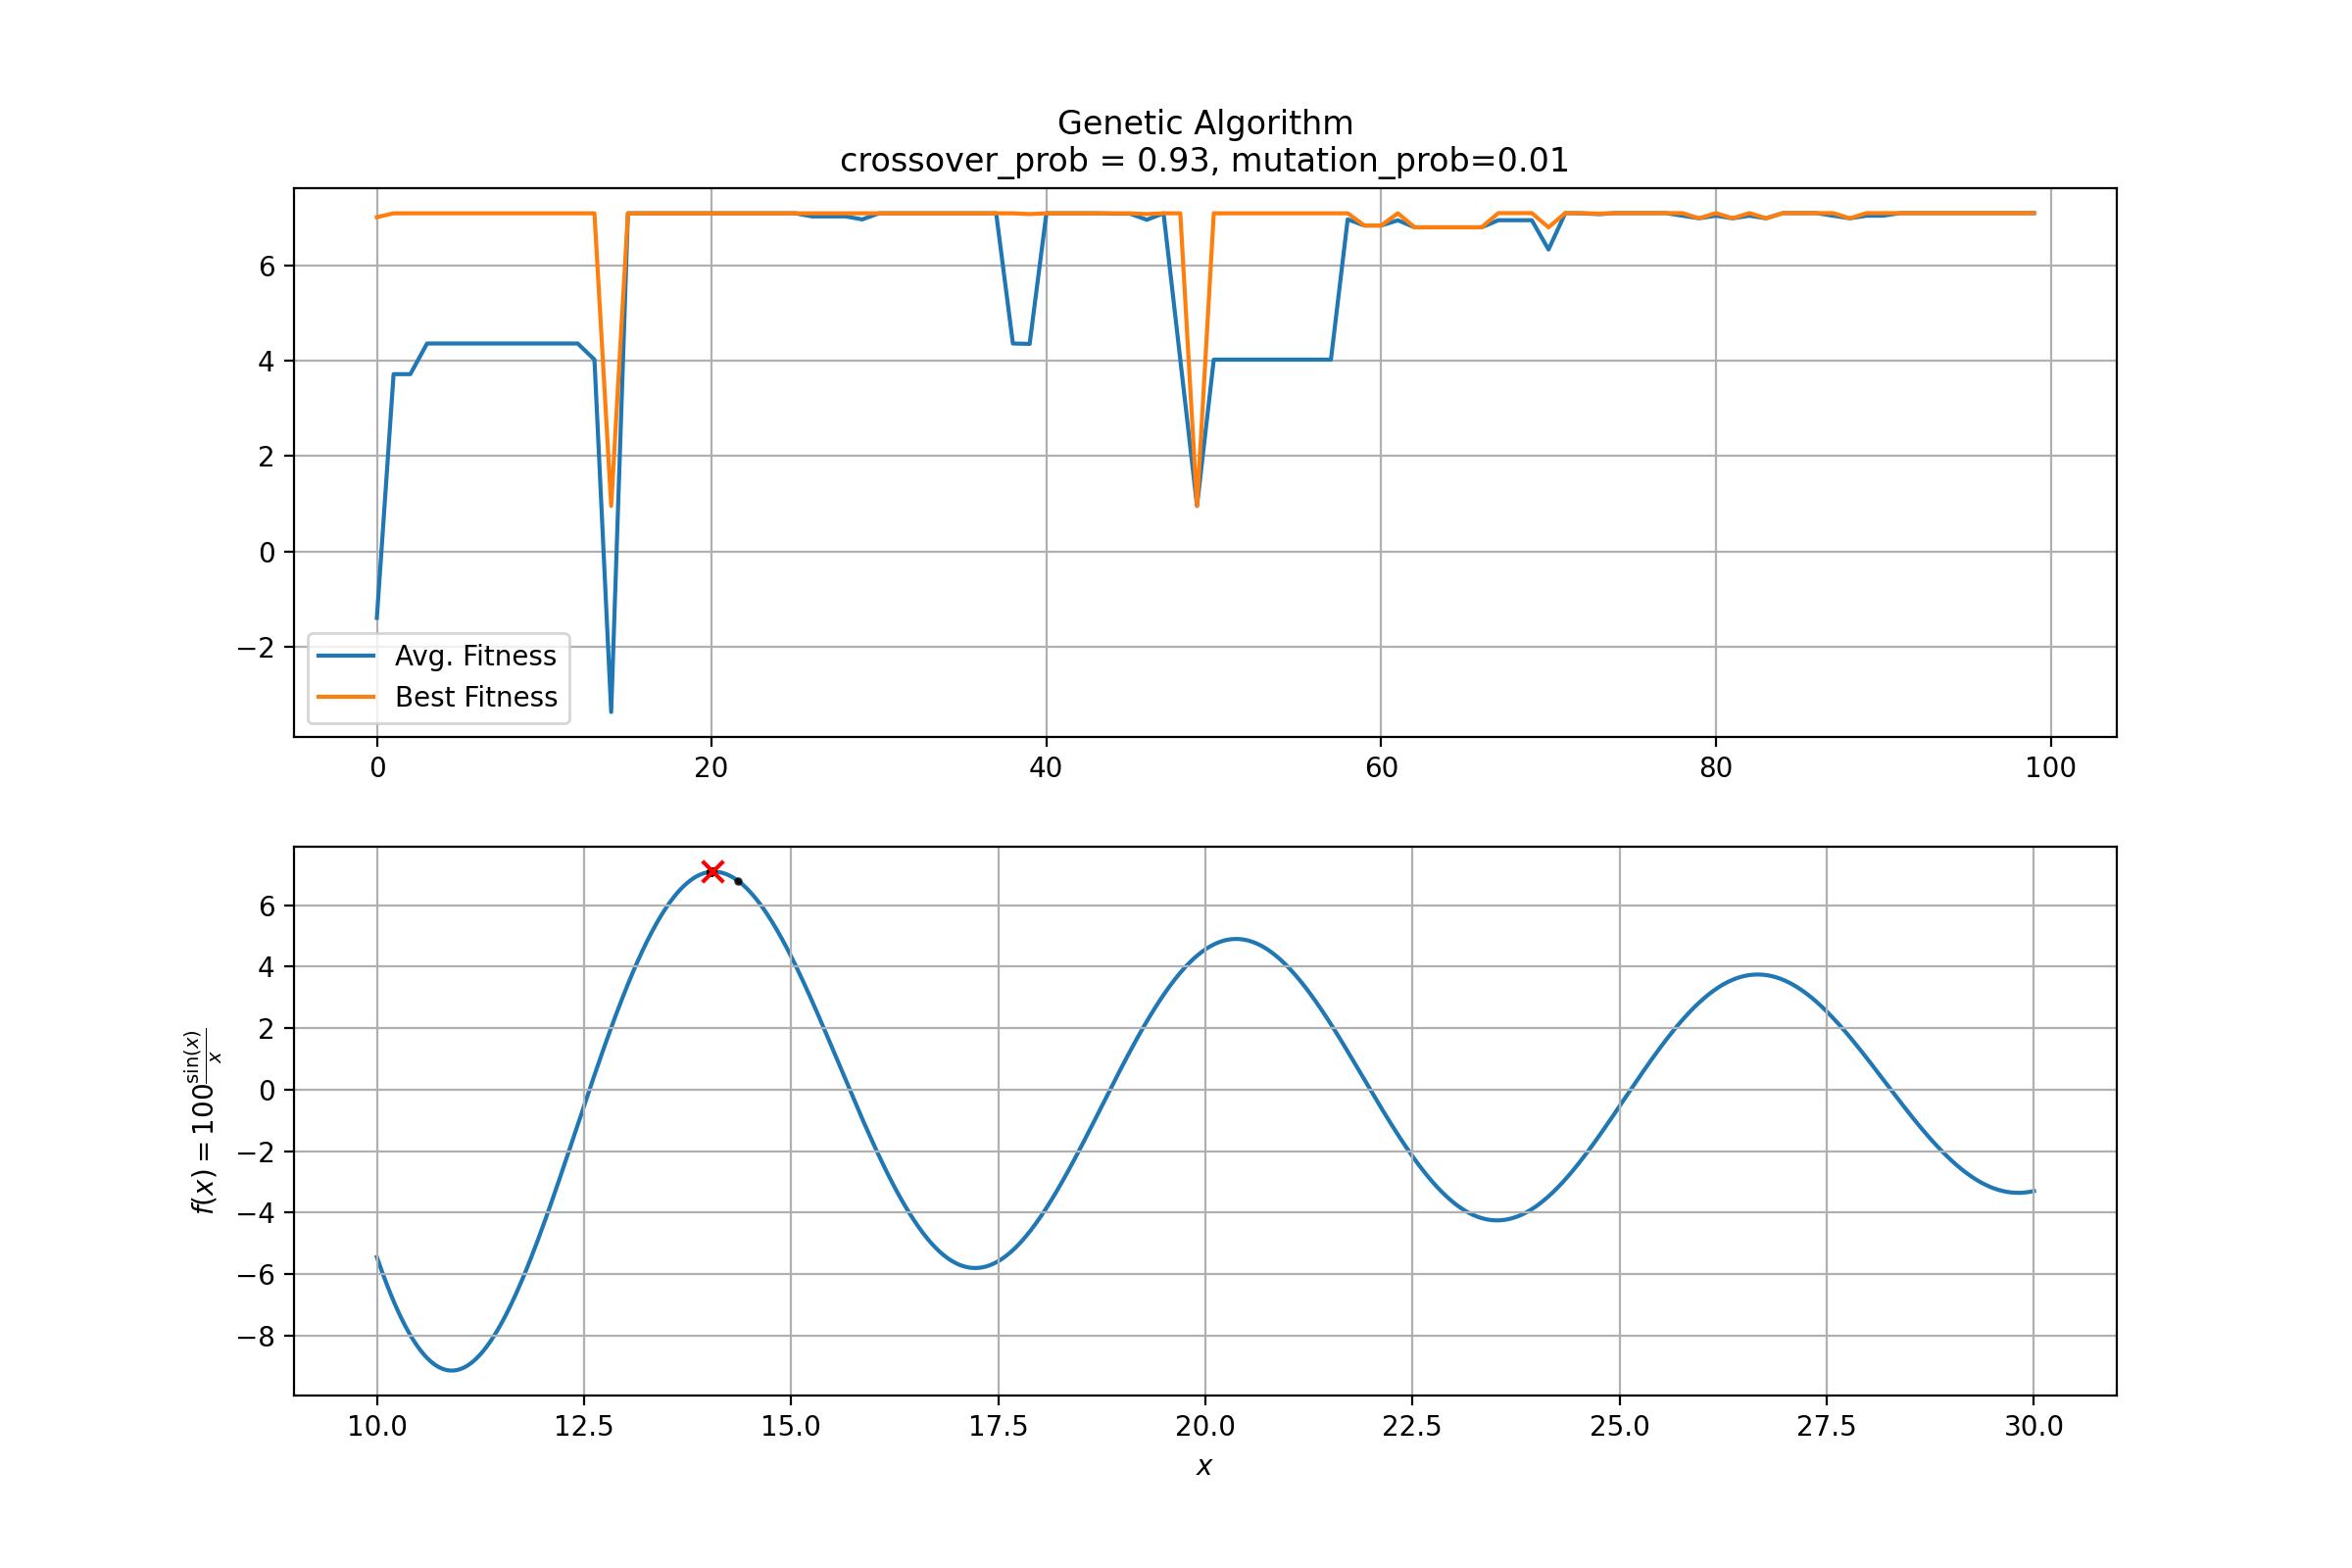 Genetic Algorithm
crossover_prob = 0.93, mutation_prob=0.01
6
4
2
0
−2
Avg. Fitness
Best Fitness
0 20 40 60 80 100
f(x) = 100 sin(x)/x
6
4
2
0
−2
−4
−6
−8
10.0 12.5 15.0 17.5 20.0 22.5 25.0 27.5 30.0
x